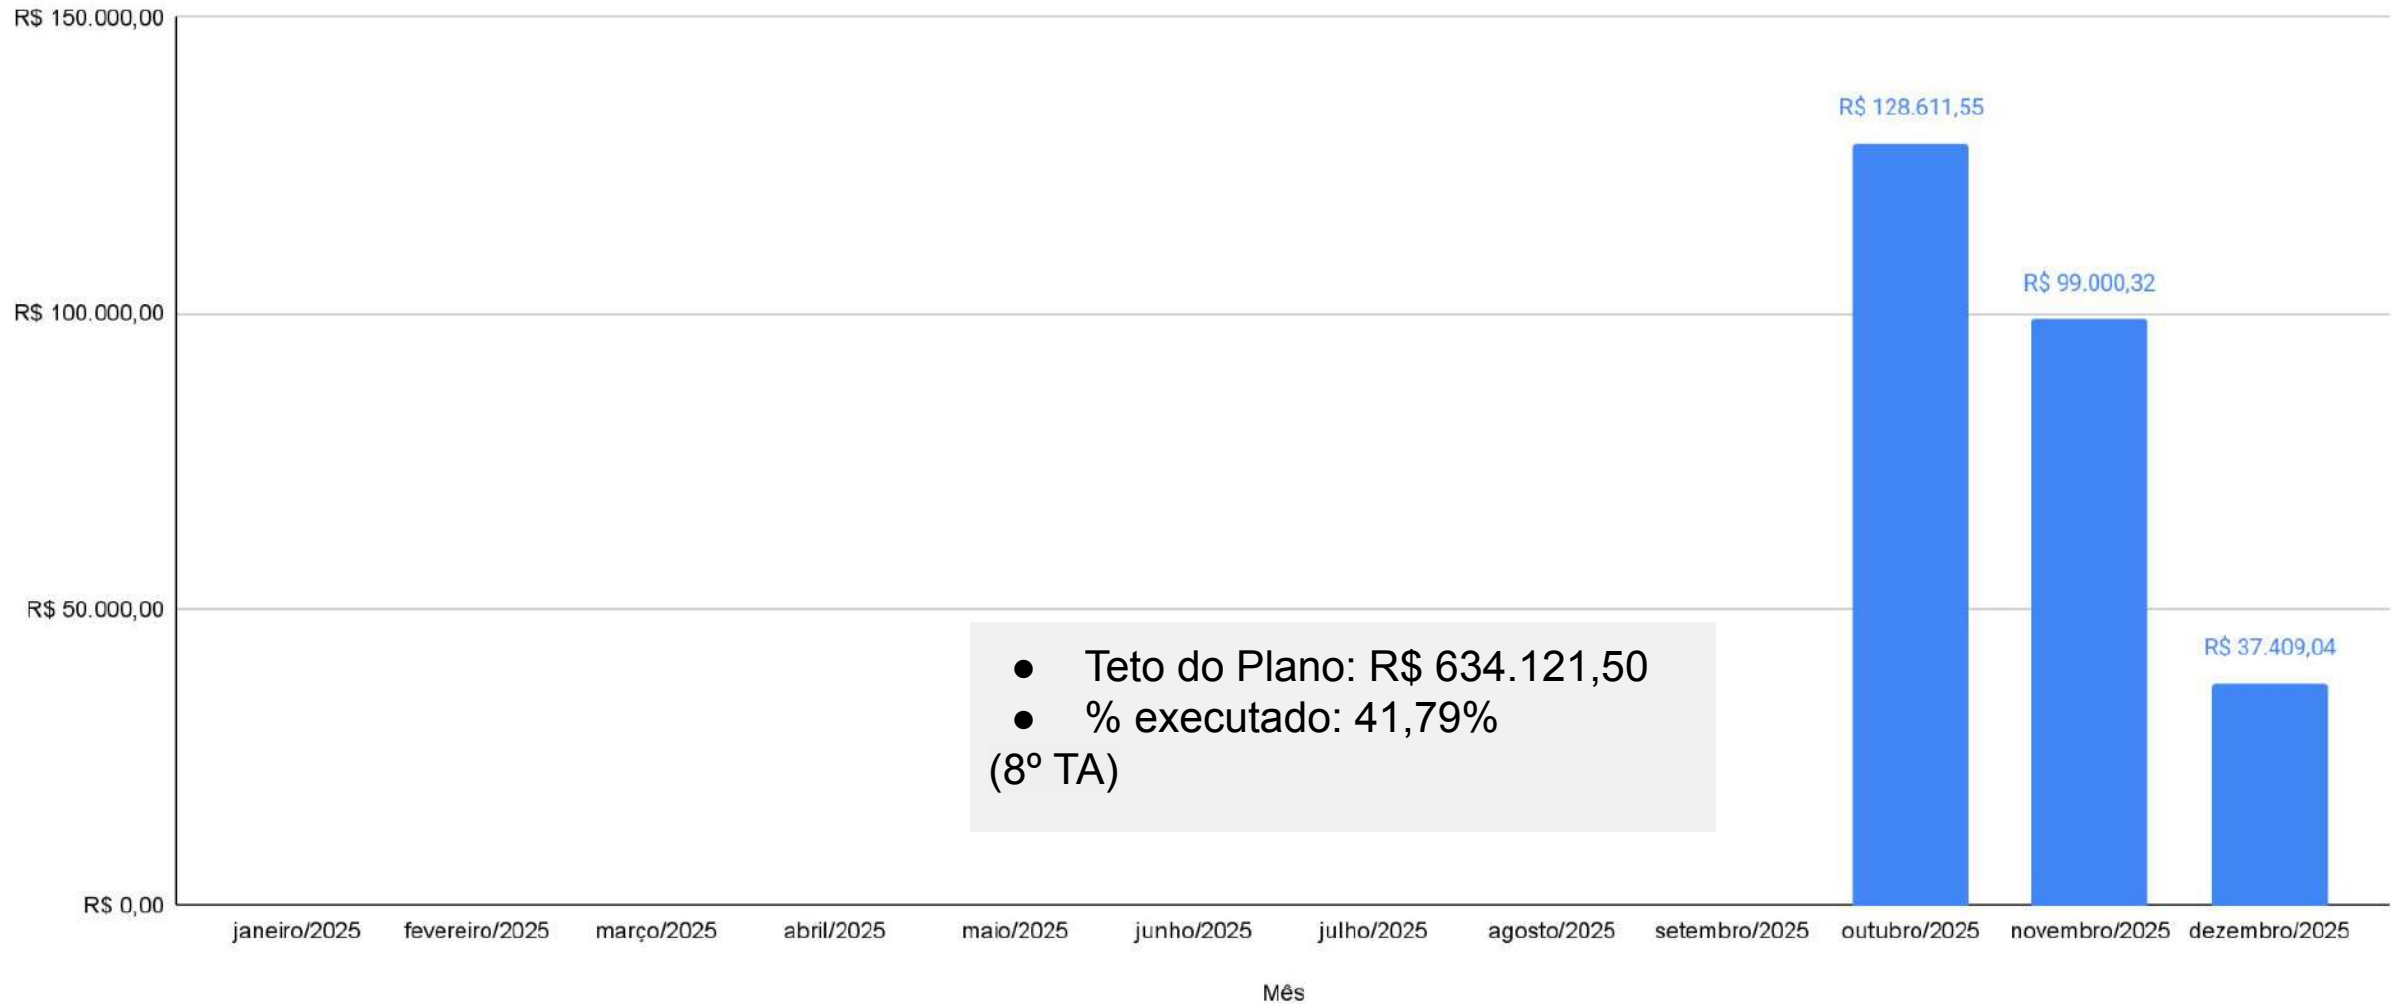 R$ 150.000,00
R$ 128.611,55
R$ 99.000,32
R$ 100.000,00
R$ 50.000,00
R$ 37.409,04
● Teto do Plano: R$ 634.121,50
● % executado: 41,79%
(8º TA)
R$ 0,00
janeiro/2025 fevereiro/2025 março/2025 abril/2025 maio/2025 junho/2025 julho/2025 agosto/2025 setembro/2025 outubro/2025 novembro/2025 dezembro/2025
Mês